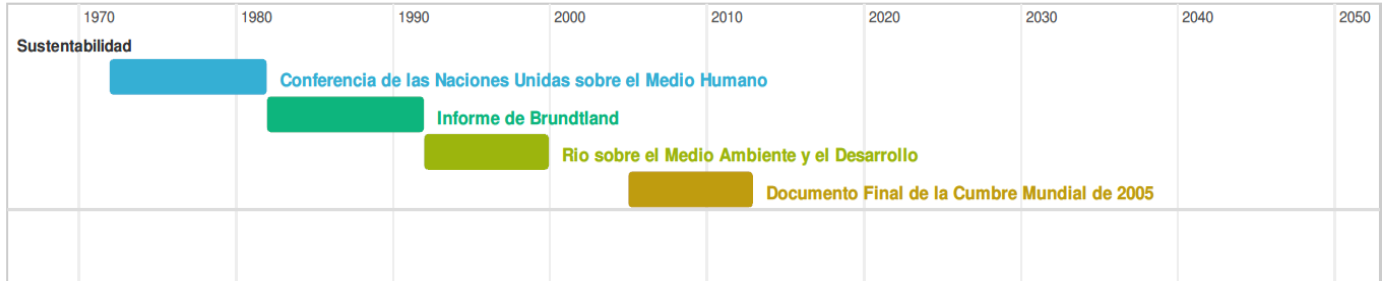 1970 1980 1990 2000 2010 2020 2030 2040 2050
Sustentabilidad
Conferencia de las Naciones Unidas sobre el Medio Humano
Informe de Brundtland
Rio sobre el Medio Ambiente y el Desarrollo
Documento Final de la Cumbre Mundial de 2005